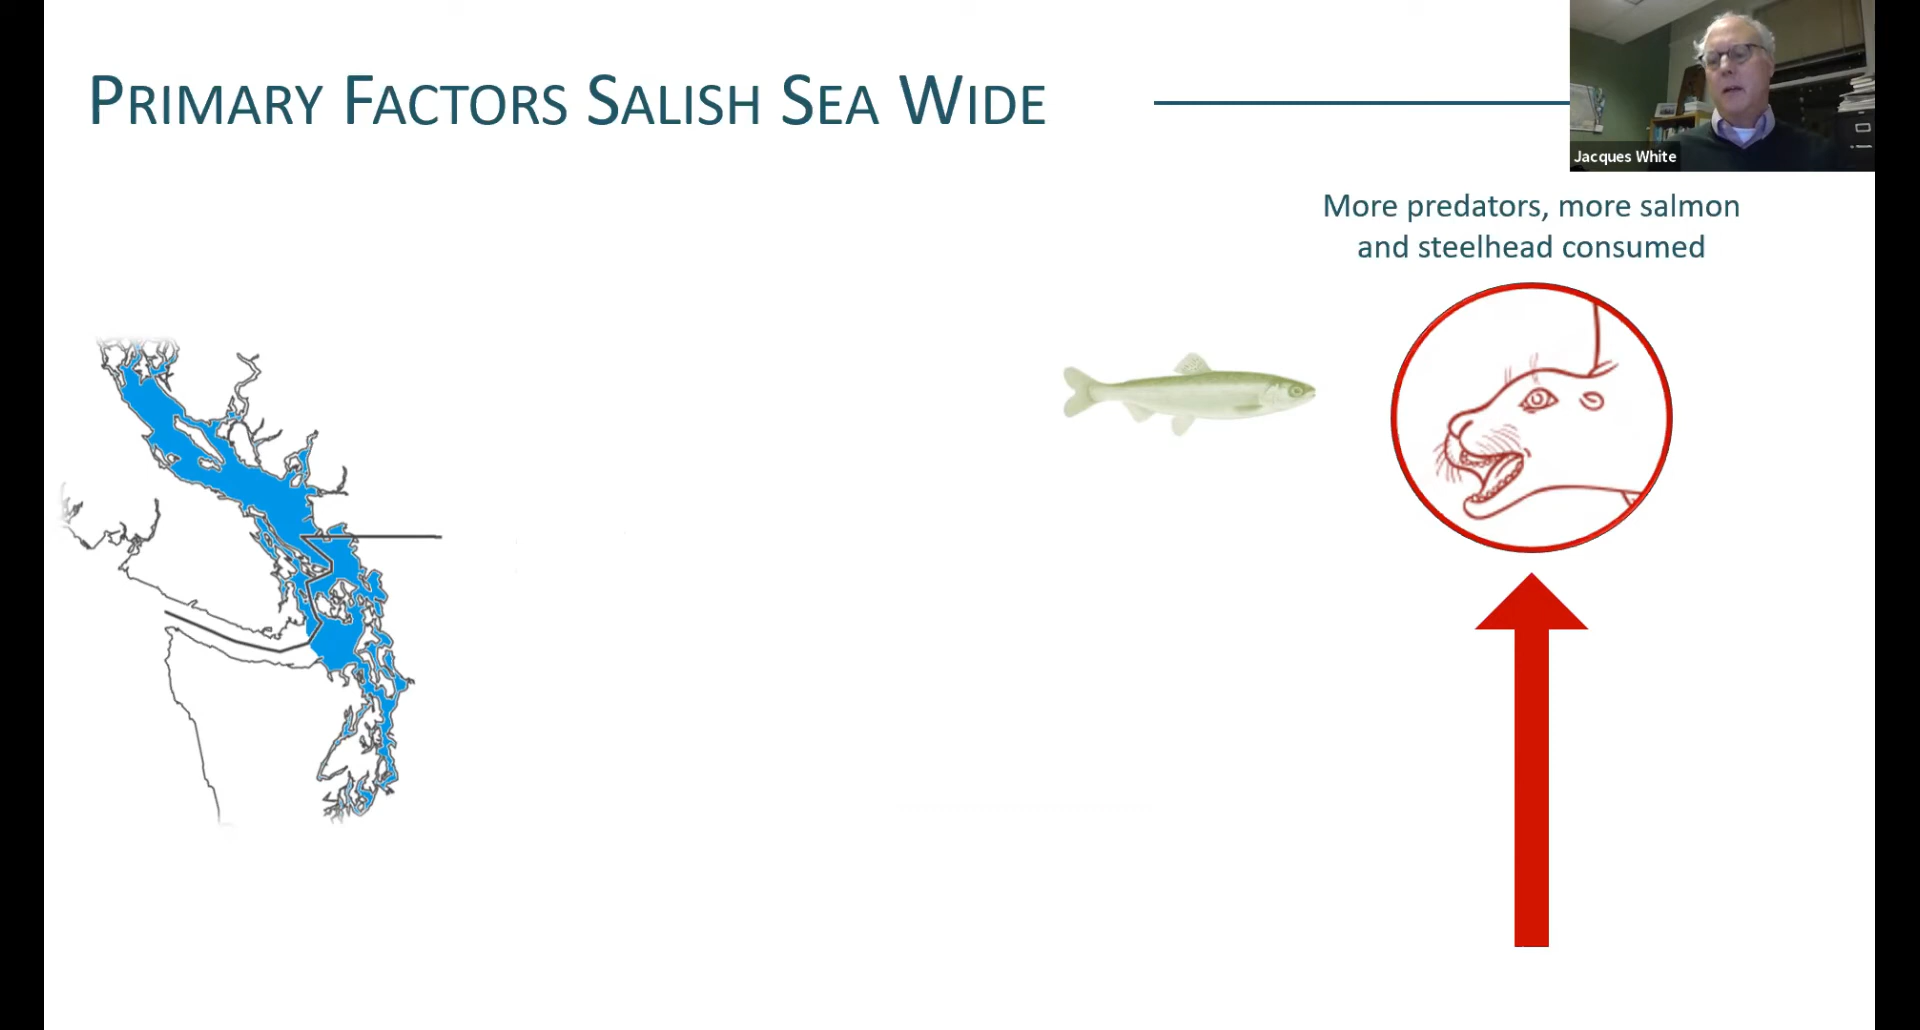 Primary Factors Salish Sea Wide
Jacques White
More predators, more salmon
and steelhead consumed